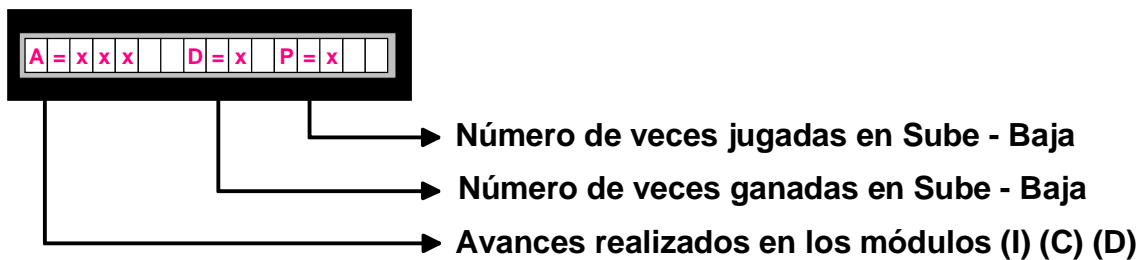 A = x x x D = x P = x
Número de veces jugadas en Sube - Baja
Número de veces ganadas en Sube - Baja
Avances realizados en los módulos (I) (C) (D)